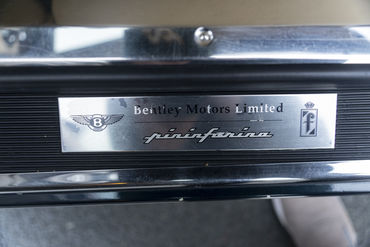 B
Bentley Motors Limited
pininfarina
f